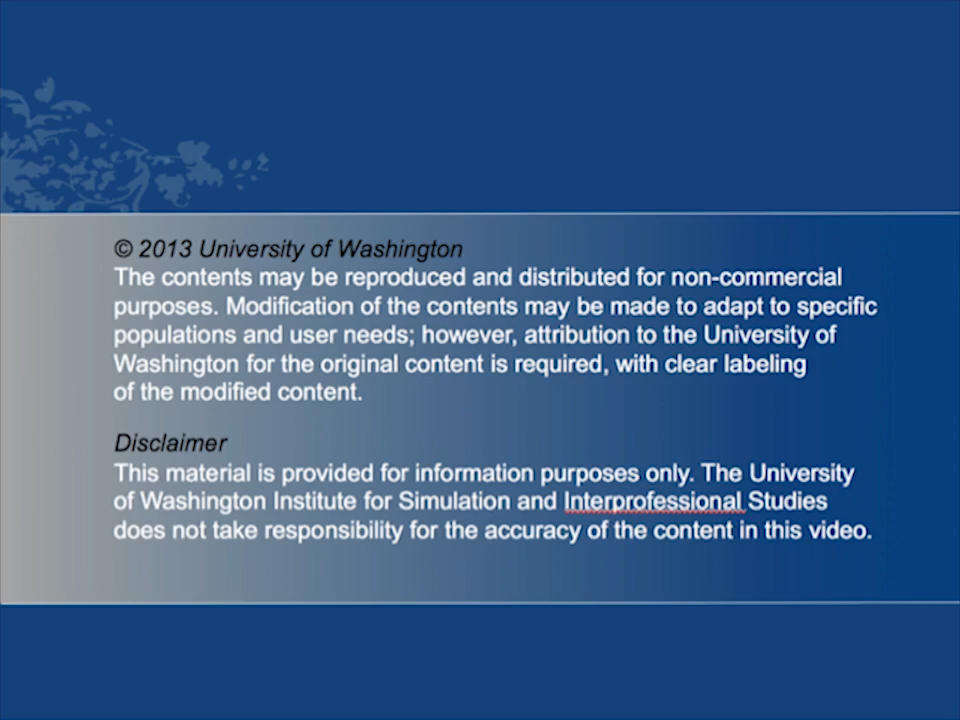 © 2013 University of Washington
The contents may be reproduced and distributed for non-commercial
purposes. Modification of the contents may be made to adapt to specific
populations and user needs; however, attribution to the University of
Washington for the original content is required, with clear labeling
of the modified content.
Disclaimer
This material is provided for information purposes only. The University
of Washington Institute for Simulation and Interprofessional Studies
does not take responsibility for the accuracy of the content in this video.